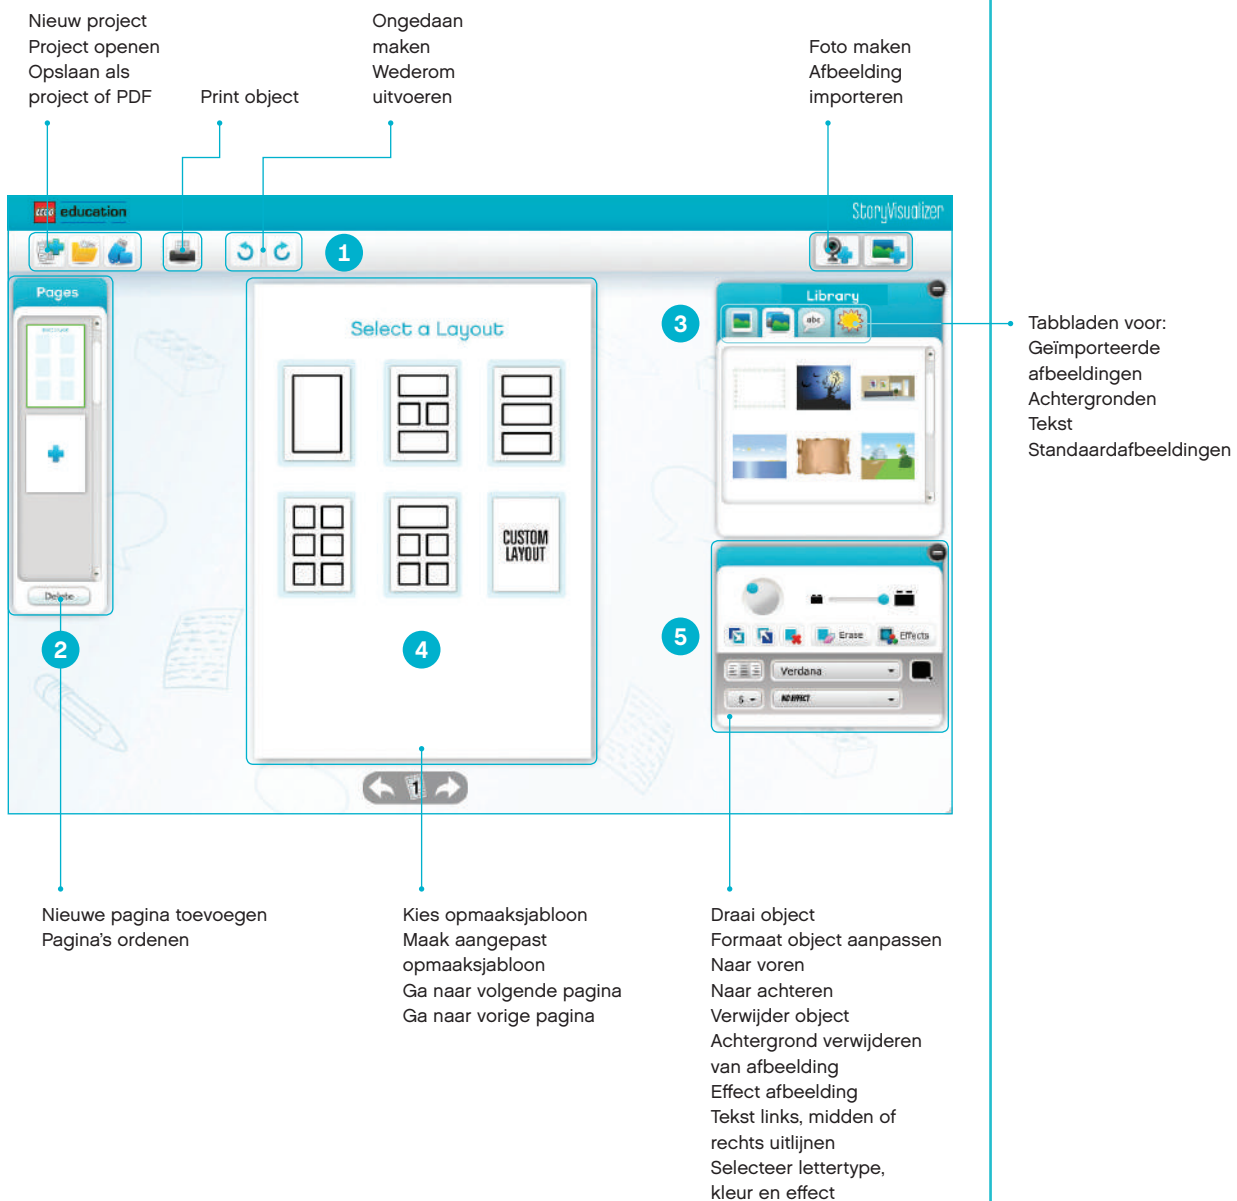 Nieuw project
Project openen
Opslaan als
project of PDF
Print object
Ongedaan
maken
Wederom
uitvoeren
Foto maken
Afbeelding
importeren
LEGO education
StoryVisualizer
1
Pages
Delete
2
Select a Layout
CUSTOM
LAYOUT
4
1
3
Library
abc
Tabbladen voor:
Geïmporteerde
afbeeldingen
Achtergronden
Tekst
Standaardafbeeldingen
5
Erase
Effects
Verdana
NO EFFECT
Nieuwe pagina toevoegen
Pagina's ordenen
Kies opmaaksjabloon
Maak aangepast
opmaaksjabloon
Ga naar volgende pagina
Ga naar vorige pagina
Draai object
Formaat object aanpassen
Naar voren
Naar achteren
Verwijder object
Achtergrond verwijderen
van afbeelding
Effect afbeelding
Tekst links, midden of
rechts uitlijnen
Selecteer lettertype,
kleur en effect